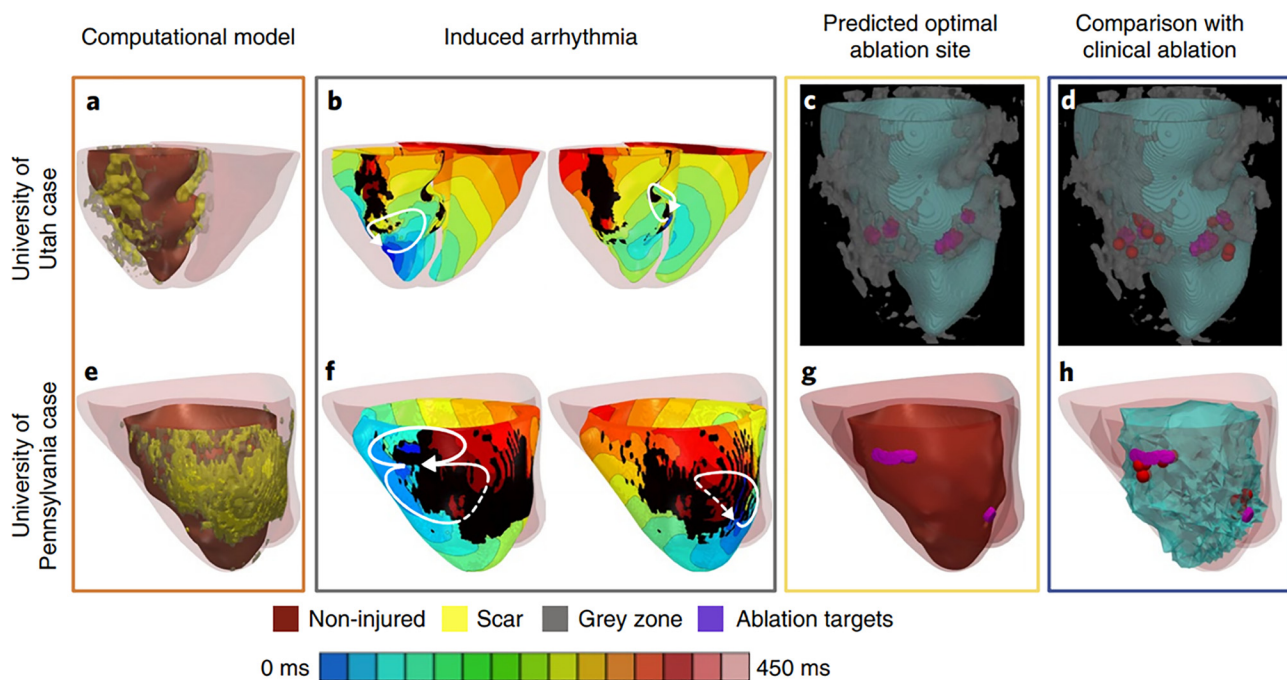 Computational model
Induced arrhythmia
Predicted optimal
ablation site
Comparison with
clinical ablation
University of
Utah case
a
b
c
d
University of
Pennsylvania case
e
f
g
h
Non-injured
Scar
Grey zone
Ablation targets
0 ms
450 ms